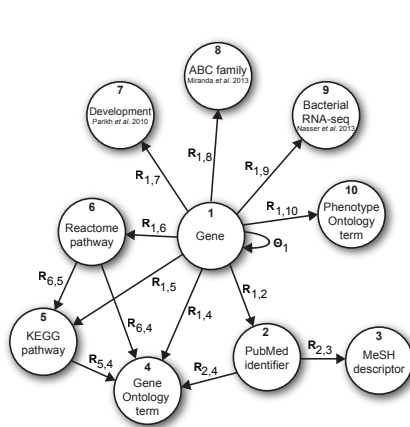 8
ABC family
Miranda et al. 2013
7
Development
Parikh et al. 2010
9
Bacterial
RNA-seq
Nasser et al. 2013
R1,8
R1,7
R1,9
10
Phenotype
Ontology
term
R1,10
1
Gene
Θ1
6
Reactome
pathway
R1,6
R6,5
R1,5
R1,2
R6,4
R1,4
5
KEGG
pathway
R5,4
4
Gene
Ontology
term
R2,4
2
PubMed
identifier
R2,3
3
MeSH
descriptor